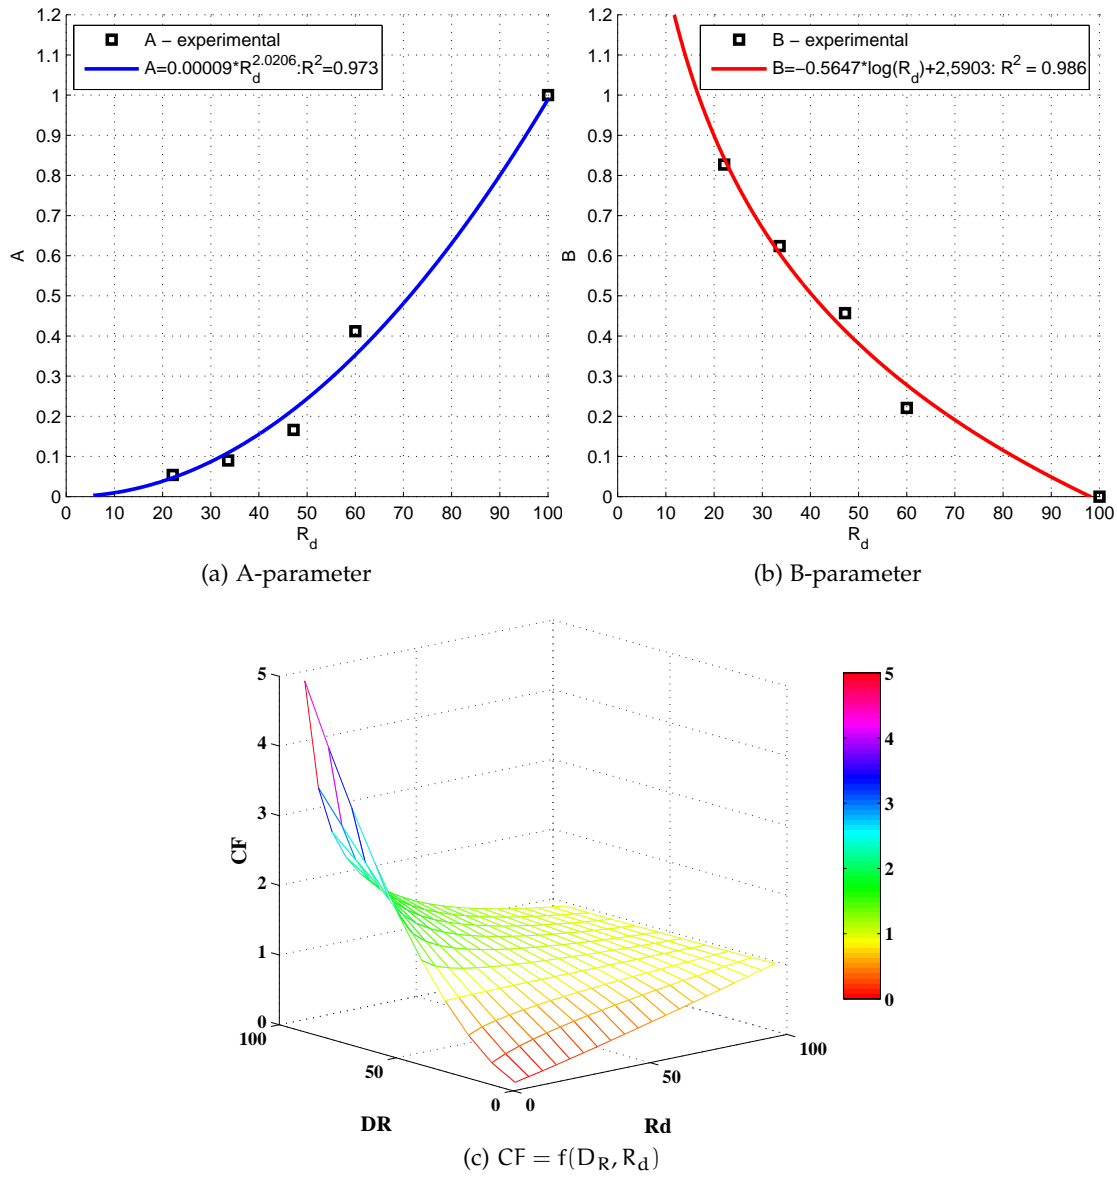 1.2
1.1
1
0.9
0.8
0.7
0.6
0.5
0.4
0.3
0.2
0.1
0
A
A − experimental
A=0.00009*R_d^2.0206:R²=0.973
0 10 20 30 40 50 60 70 80 90 100
R_d
(a) A-parameter
1.2
1.1
1
0.9
0.8
0.7
0.6
0.5
0.4
0.3
0.2
0.1
0
B
B − experimental
B=−0.5647*log(R_d)+2,5903: R² = 0.986
0 10 20 30 40 50 60 70 80 90 100
R_d
(b) B-parameter
5
4
3
2
1
0
CF
100
50
0
DR
0
50
100
Rd
5
4
3
2
1
0
(c) CF = f(D_R, R_d)